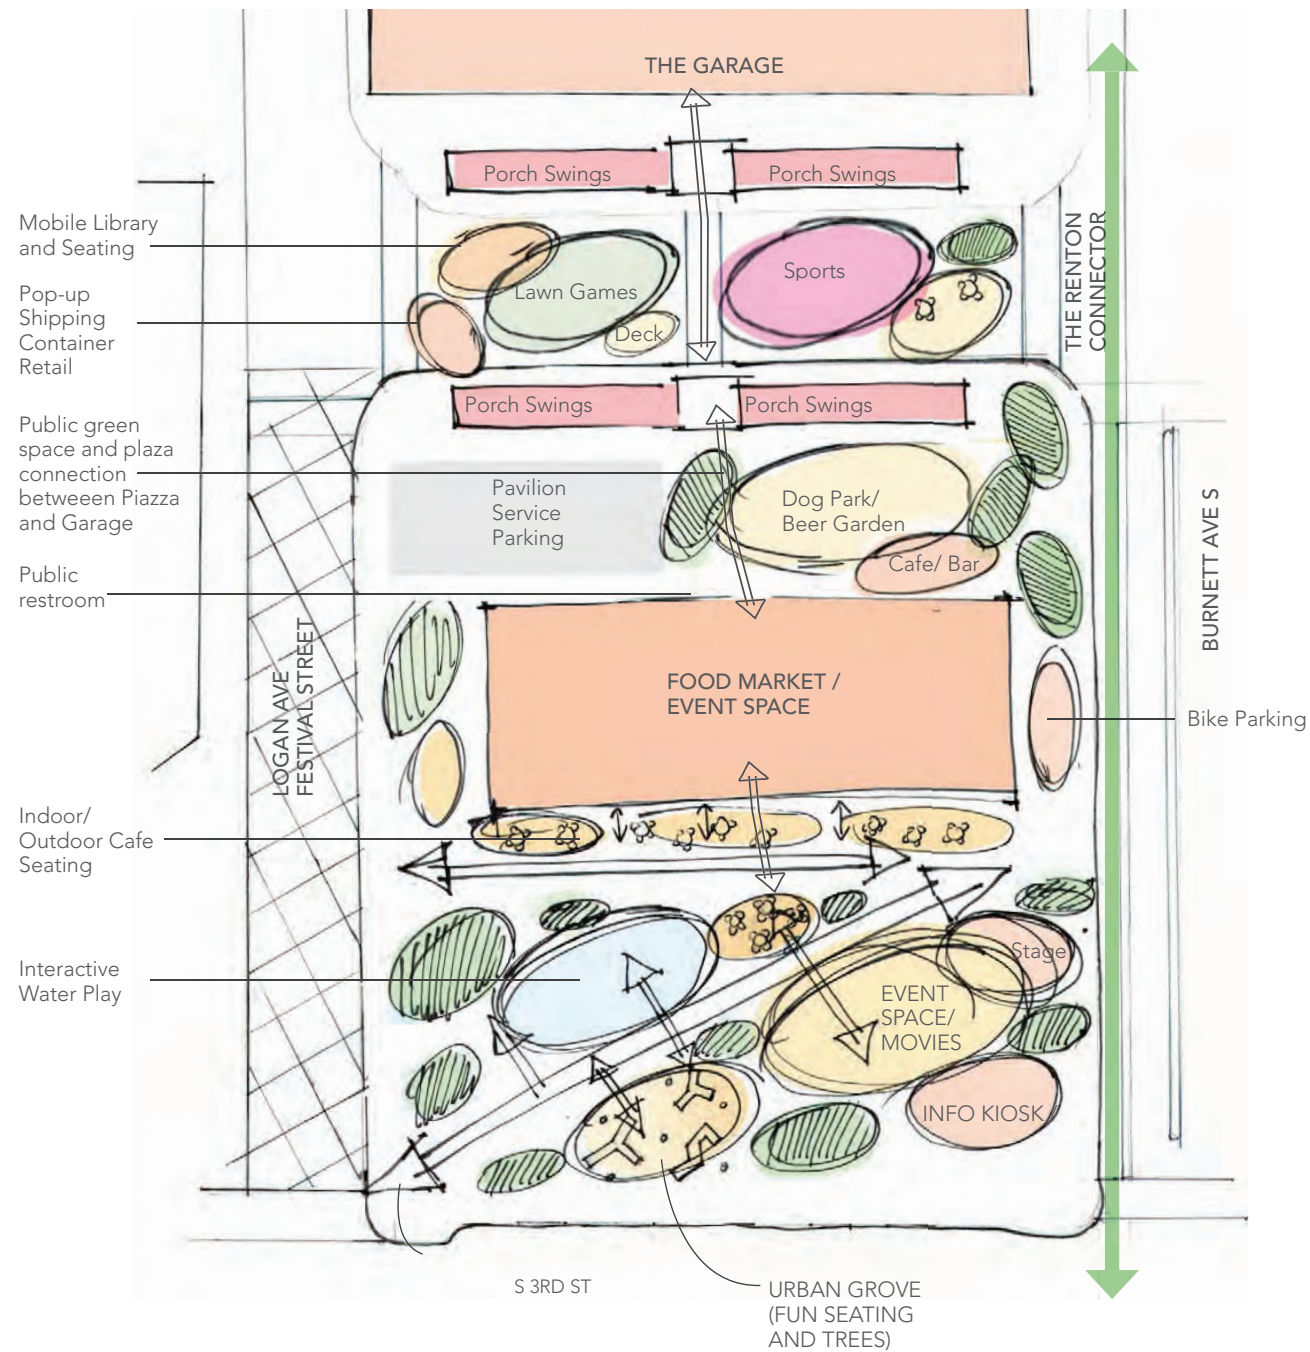 THE GARAGE
Porch Swings
Porch Swings
Mobile Library
and Seating
Sports
Lawn Games
Deck
Pop-up
Shipping
Container
Retail
THE RENTON
CONNECTOR
Porch Swings
Porch Swings
Public green
space and plaza
connection
betweeen Piazza
and Garage
Pavilion
Service
Parking
Dog Park/
Beer Garden
Cafe/ Bar
Public
restroom
BURNETT AVE S
LOGAN AVE
FESTIVAL STREET
FOOD MARKET /
EVENT SPACE
Bike Parking
Indoor/
Outdoor Cafe
Seating
Interactive
Water Play
Stage
EVENT
SPACE/
MOVIES
INFO KIOSK
S 3RD ST
URBAN GROVE
(FUN SEATING
AND TREES)